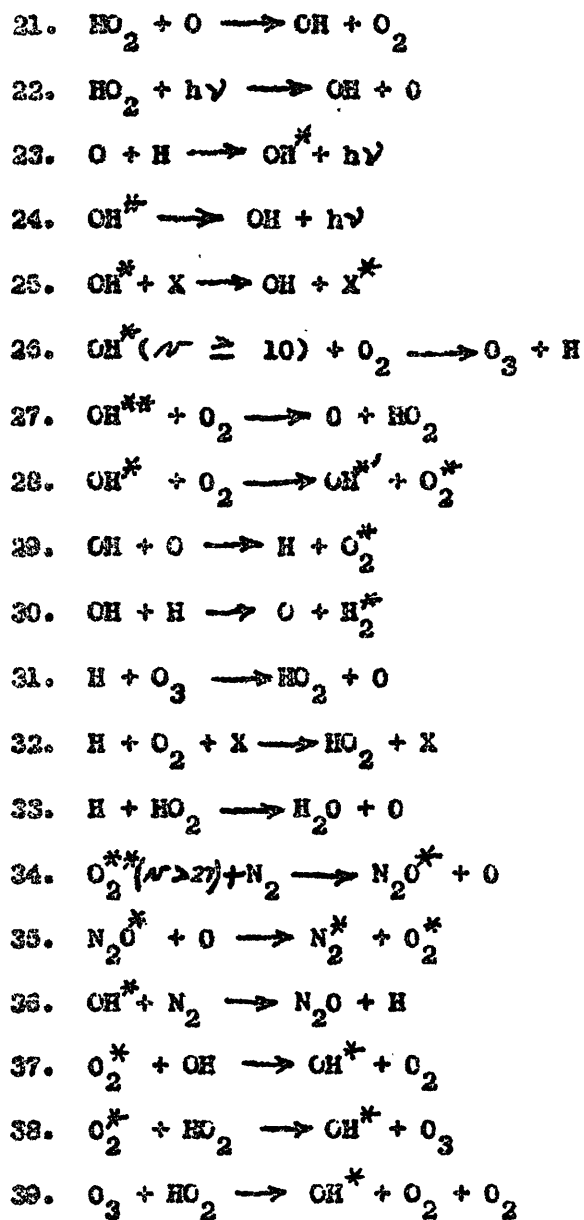 21. HO₂ + O → OH + O₂
22. HO₂ + hν → OH + O
23. O + H → OH* + hν
24. OH* → OH + hν
25. OH* + X → OH + X*
26. OH* (v ≥ 10) + O₂ → O₃ + H
27. OH** + O₂ → O + HO₂
28. OH* + O₂ → OH*' + O₂*
29. OH + O → H + O₂*
30. OH + H → O + H₂*
31. H + O₃ → HO₂ + O
32. H + O₂ + X → HO₂ + X
33. H + HO₂ → H₂O + O
34. O₂** (v>27) + N₂ → N₂O* + O
35. N₂O* + O → N₂* + O₂*
36. OH* + N₂ → N₂O + H
37. O₂* + OH → OH* + O₂
38. O₂* + HO₂ → OH* + O₃
39. O₃ + HO₂ → OH* + O₂ + O₂